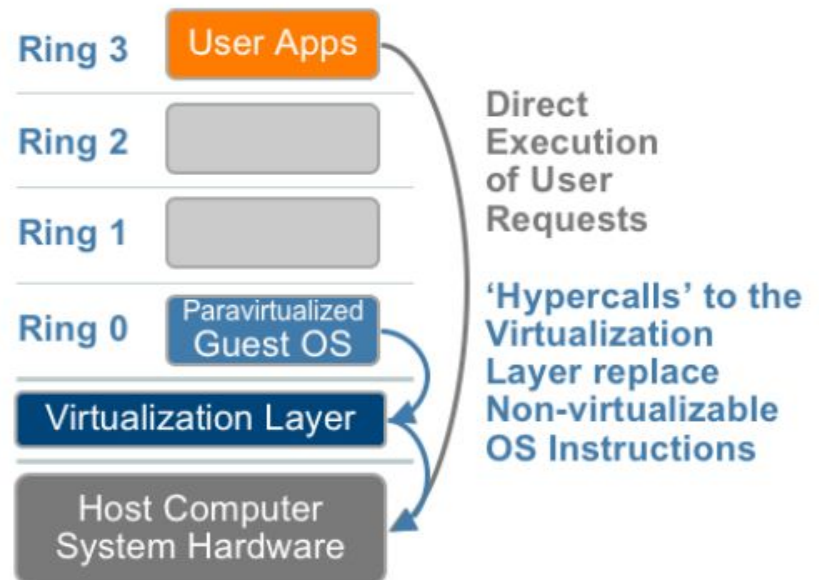 Ring 3
User Apps
Ring 2
Ring 1
Ring 0
Paravirtualized
Guest OS
Virtualization Layer
Host Computer
System Hardware
Direct
Execution
of User
Requests
‘Hypercalls’ to the
Virtualization
Layer replace
Non-virtualizable
OS Instructions